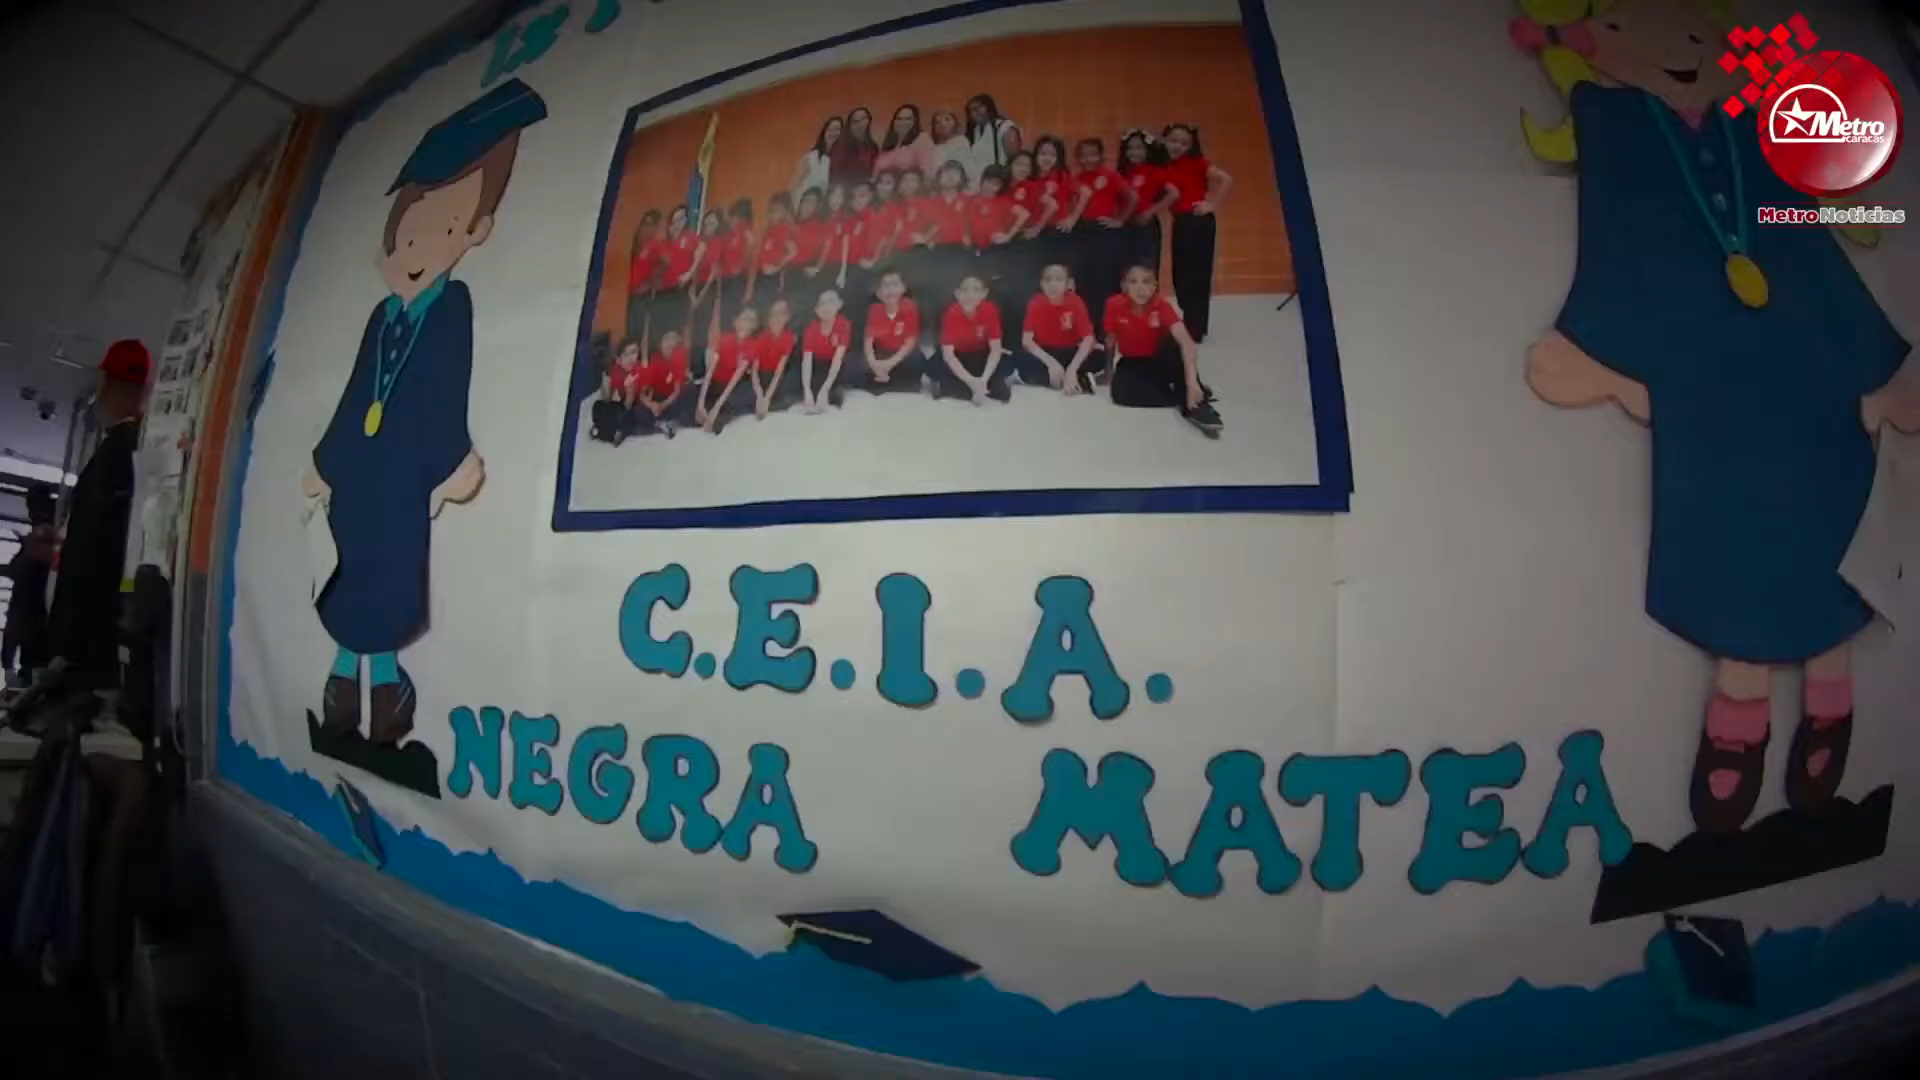 Metro
caracas
MetroNoticias
C.E.I.A.
NEGRA MATEA